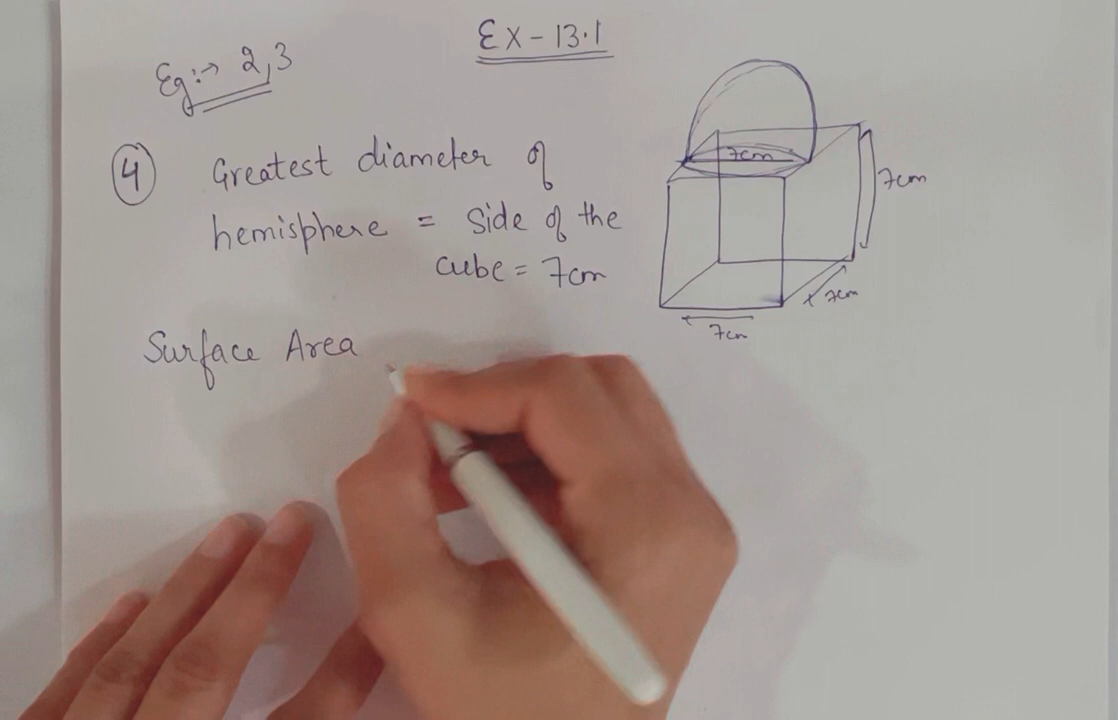 Ex - 13.1
Eg:→ 2,3
4 Greatest diameter of
hemisphere = Side of the
cube = 7cm
Surface Area
7cm
7cm
7cm
7cm